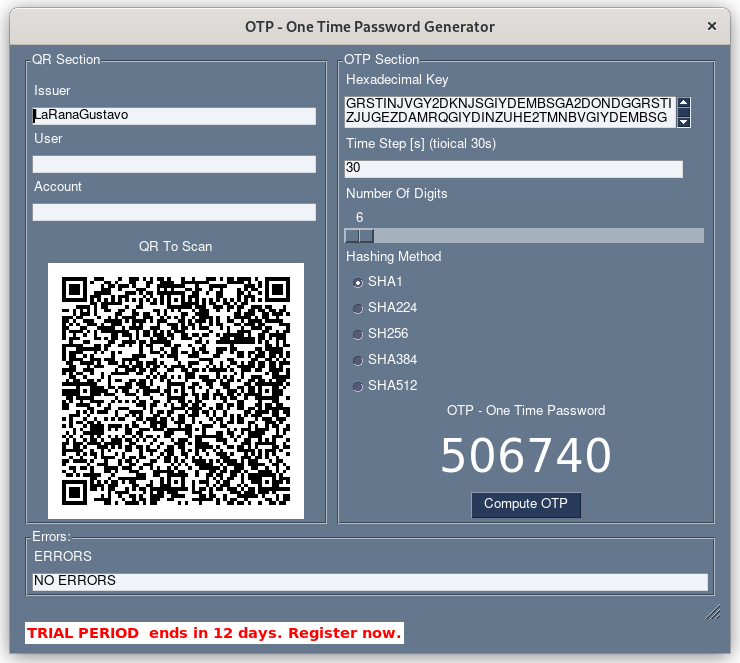 OTP - One Time Password Generator
QR Section
Issuer
LaRanaGustavo
User
Account
QR To Scan
OTP Section
Hexadecimal Key
GRSTINJVGY2DKNJSGIYDEMBSGA2DONDGGRSTI
ZJUGEZDAMRQGIYDINZUHE2TMNBVGIYDEMBSG
Time Step [s] (tioical 30s)
30
Number Of Digits
6
Hashing Method
SHA1
SHA224
SH256
SHA384
SHA512
OTP - One Time Password
506740
Compute OTP
Errors:
ERRORS
NO ERRORS
TRIAL PERIOD  ends in 12 days. Register now.